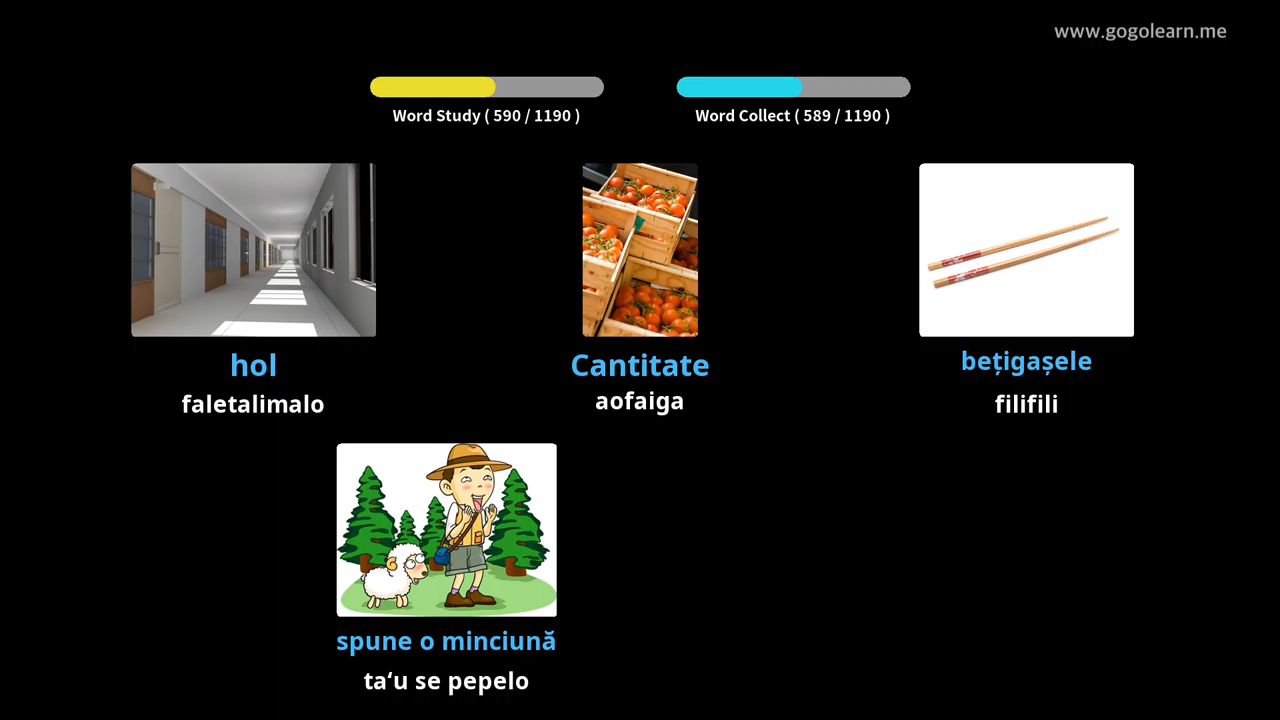 www.gogolearn.me
Word Study ( 590 / 1190 )
Word Collect ( 589 / 1190 )
hol
faletalimalo
Cantitate
aofaiga
bețigașele
filifili
spune o minciună
taʻu se pepelo